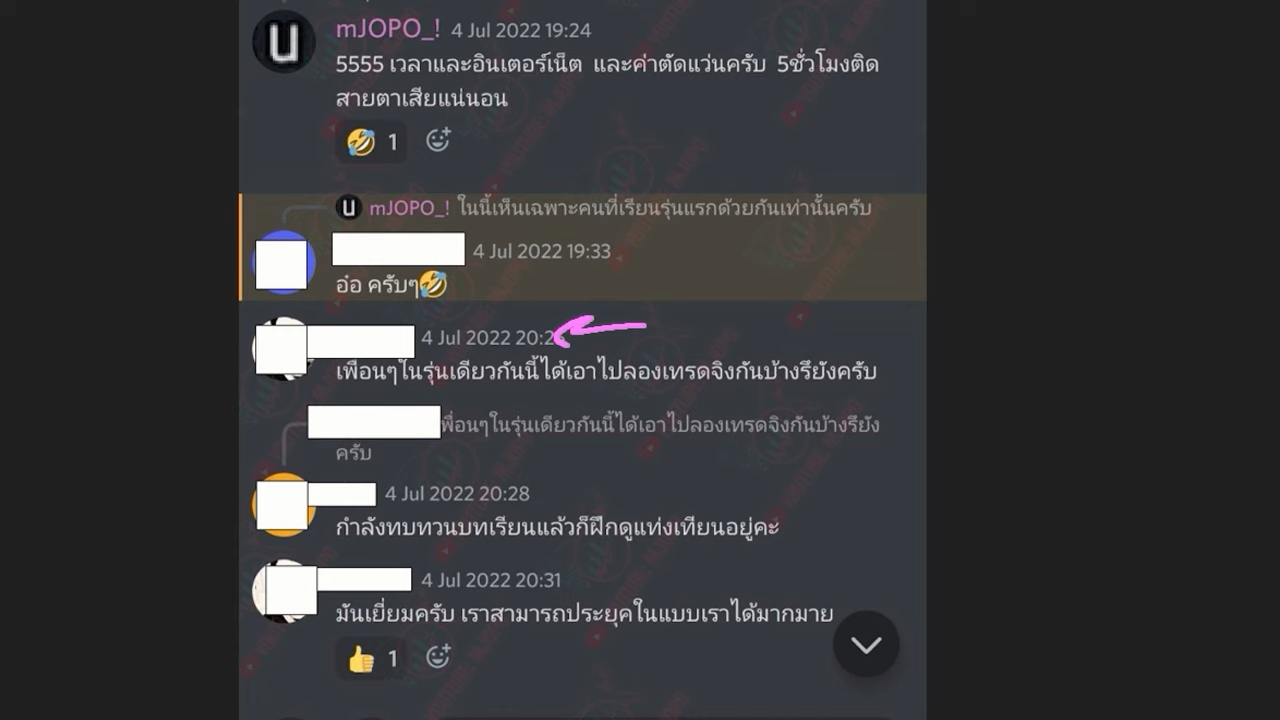 mJOPO_! 4 Jul 2022 19:24
5555 เวลาและอินเตอร์เน็ต และค่าตัดแว่นครับ 5ชั่วโมงติด
สายตาเสียแน่นอน
🤣 1
mJOPO_! ในนี้เห็นเฉพาะคนที่เรียนรุ่นแรกด้วยกันเท่านั้นครับ
4 Jul 2022 19:33
อ๋อ ครับๆ🤣
4 Jul 2022
เพื่อนๆในรุ่นเดียวกันนี้ได้เอาไปลองเทรดจิงกันบ้างรึยังครับ
พื่อนๆในรุ่นเดียวกันนี้ได้เอาไปลองเทรดจิงกันบ้างรึยัง
ครับ
4 Jul 2022 20:28
กำลังทบทวนบทเรียนแล้วก็ฝึกดูแท่งเทียนอยู่คะ
4 Jul 2022 20:31
มันเยี่ยมครับ เราสามารถประยุคในแบบเราได้มากมาย
👍 1